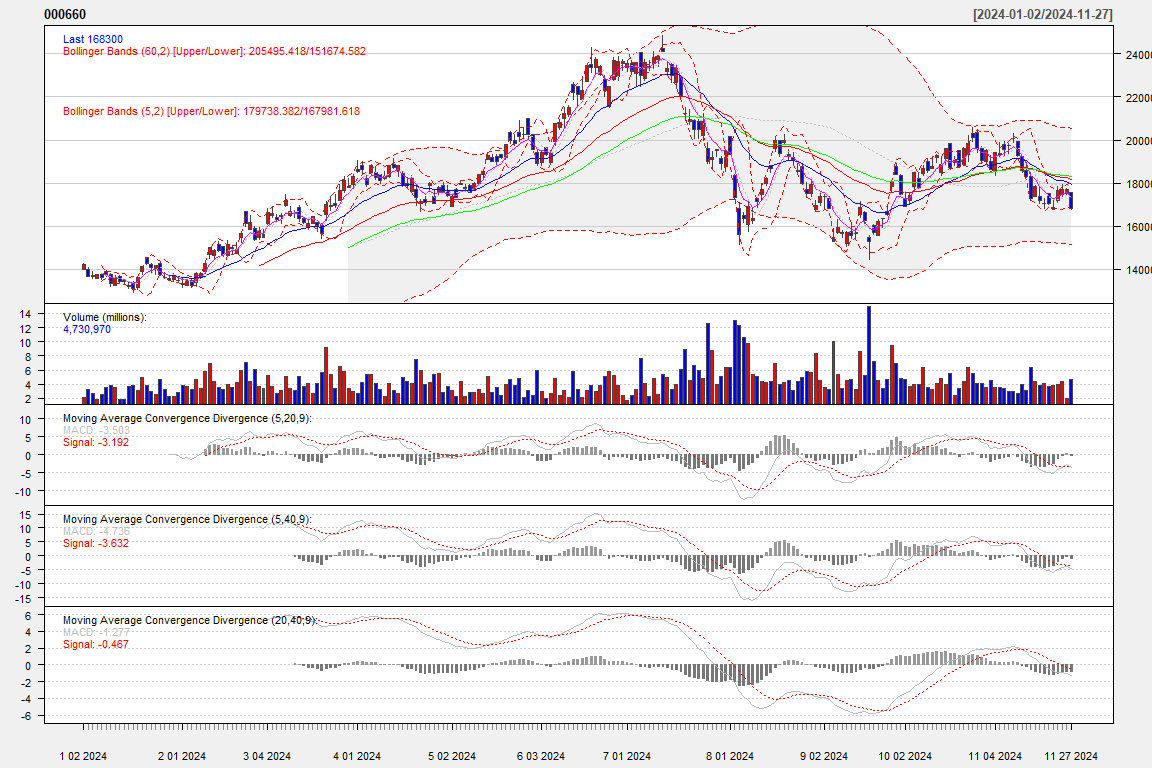 000660 [2024-01-02/2024-11-27]
Last 168300
Bollinger Bands (60,2) [Upper/Lower]: 205495.418/151674.582
Bollinger Bands (5,2) [Upper/Lower]: 179738.382/167981.618
24000
22000
20000
18000
16000
14000
Volume (millions):
4,730,970
14
12
10
8
6
4
2
Moving Average Convergence Divergence (5,20,9):
MACD: -3.503
Signal: -3.192
10
5
0
-5
-10
Moving Average Convergence Divergence (5,40,9):
MACD: -4.736
Signal: -3.632
15
10
5
0
-5
-10
-15
Moving Average Convergence Divergence (20,40,9):
MACD: -1.277
Signal: -0.467
6
4
2
0
-2
-4
-6
1 02 2024 2 01 2024 3 04 2024 4 01 2024 5 02 2024 6 03 2024 7 01 2024 8 01 2024 9 02 2024 10 02 2024 11 04 2024 11 27 2024